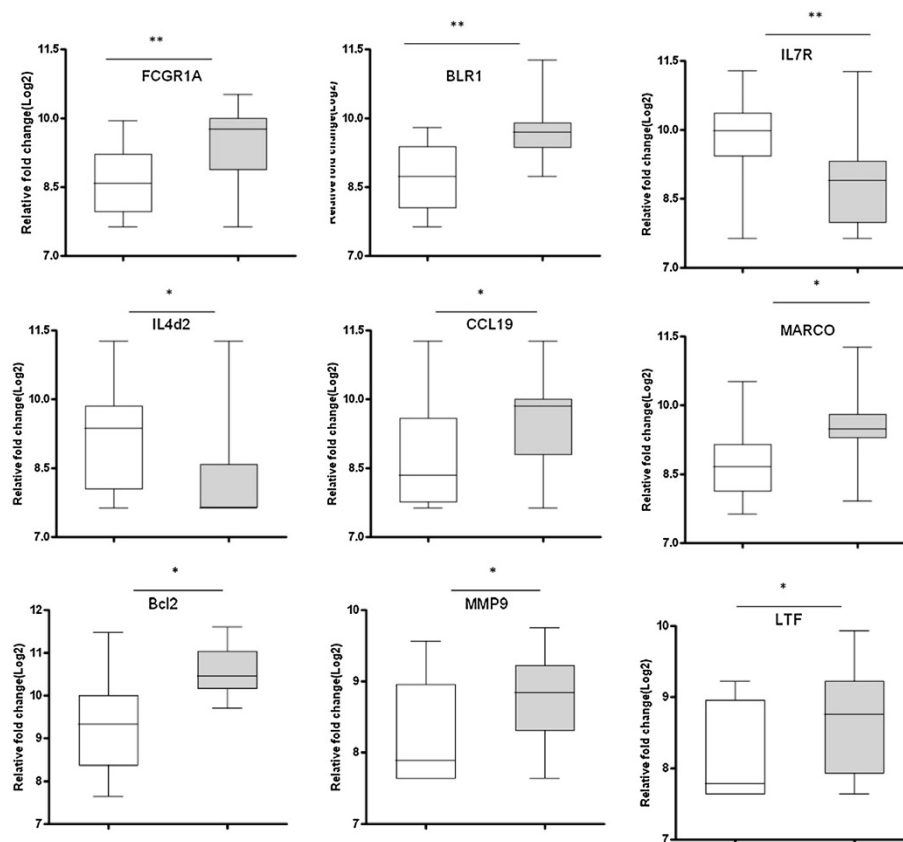 **
FCGR1A
Relative fold change(Log2)
11.5
10.0
8.5
7.0
**
BLR1
Relative fold change(Log2)
11.5
10.0
8.5
7.0
**
IL7R
Relative fold change(Log2)
11.5
10.0
8.5
7.0
*
IL4d2
Relative fold change(Log2)
11.5
10.0
8.5
7.0
*
CCL19
Relative fold change(Log2)
11.5
10.0
8.5
7.0
*
MARCO
Relative fold change(Log2)
11.5
10.0
8.5
7.0
*
Bcl2
Relative fold change(Log2)
12
11
10
9
8
7
*
MMP9
Relative fold change(Log2)
10
9
8
7
*
LTF
Relative fold change(Log2)
10
9
8
7